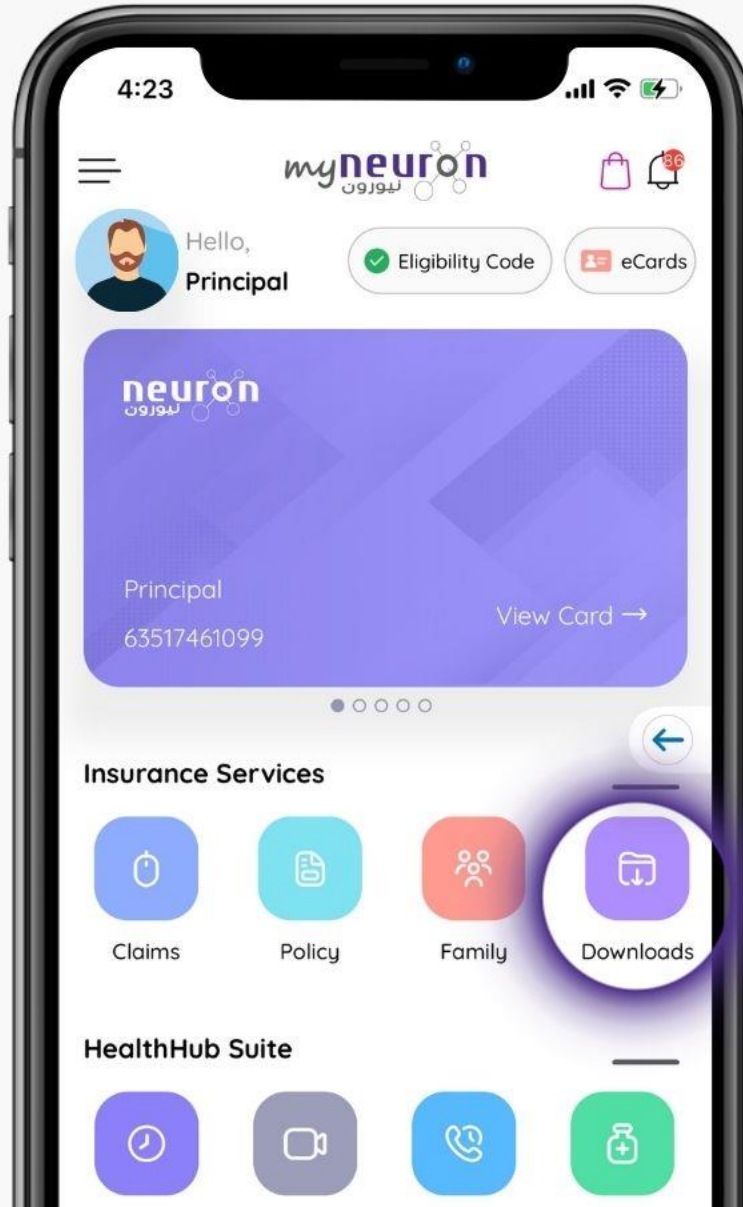 4:23
myneuron
نيورون
86
Hello,
Principal
Eligibility Code
eCards
neuron
نيورون
Principal
63517461099
View Card →
Insurance Services
Claims
Policy
Family
Downloads
HealthHub Suite